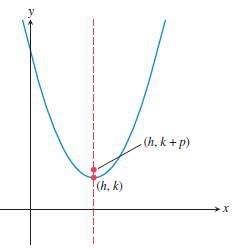 y
(h, k + p)
(h, k)
x